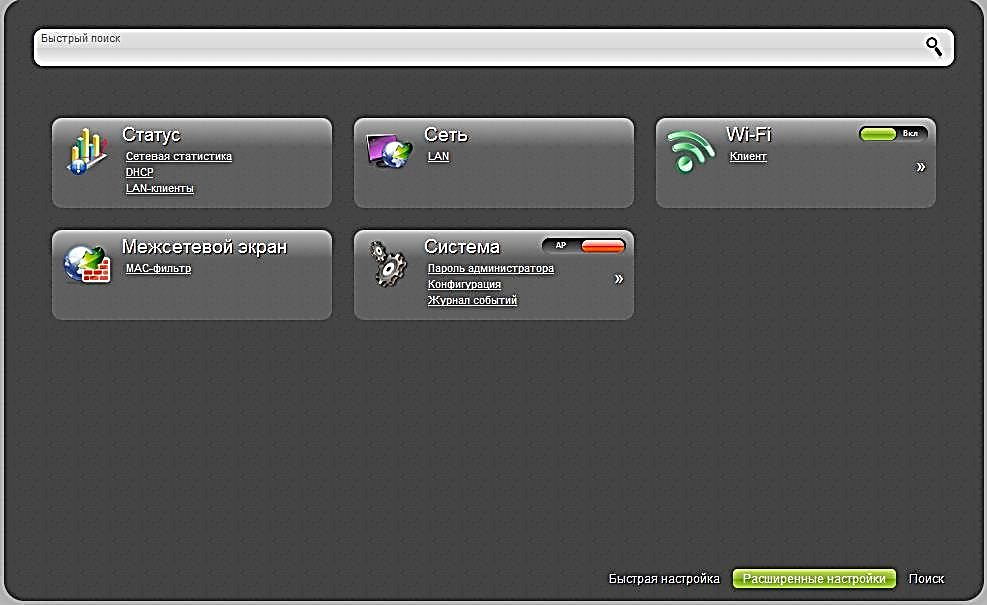 Быстрый поиск
Статус
Сетевая статистика
DHCP
LAN-клиенты
Сеть
LAN
Wi-Fi
Вкл
Клиент
»
Межсетевой экран
MAC-фильтр
Система
AP
Пароль администратора
Конфигурация
Журнал событий
»
Быстрая настройка
Расширенные настройки
Поиск